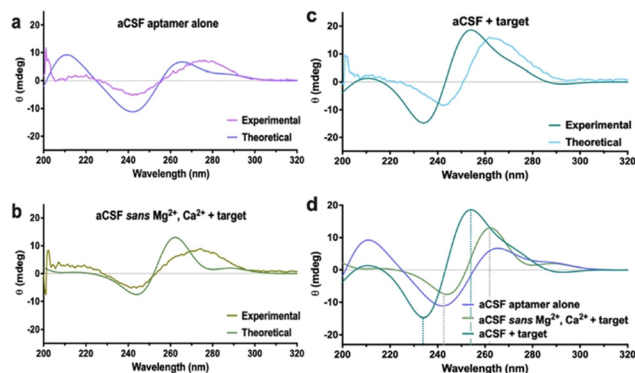 a
aCSF aptamer alone
θ (mdeg)
20
10
0
-10
-20
Experimental
Theoretical
200 220 240 260 280 300 320
Wavelength (nm)
c
aCSF + target
θ (mdeg)
20
10
0
-10
-20
Experimental
Theoretical
200 220 240 260 280 300 320
Wavelength (nm)
b
aCSF sans Mg²⁺, Ca²⁺ + target
θ (mdeg)
20
10
0
-10
-20
Experimental
Theoretical
200 220 240 260 280 300 320
Wavelength (nm)
d
θ (mdeg)
20
10
0
-10
-20
aCSF aptamer alone
aCSF sans Mg²⁺, Ca²⁺ + target
aCSF + target
200 220 240 260 280 300 320
Wavelength (nm)